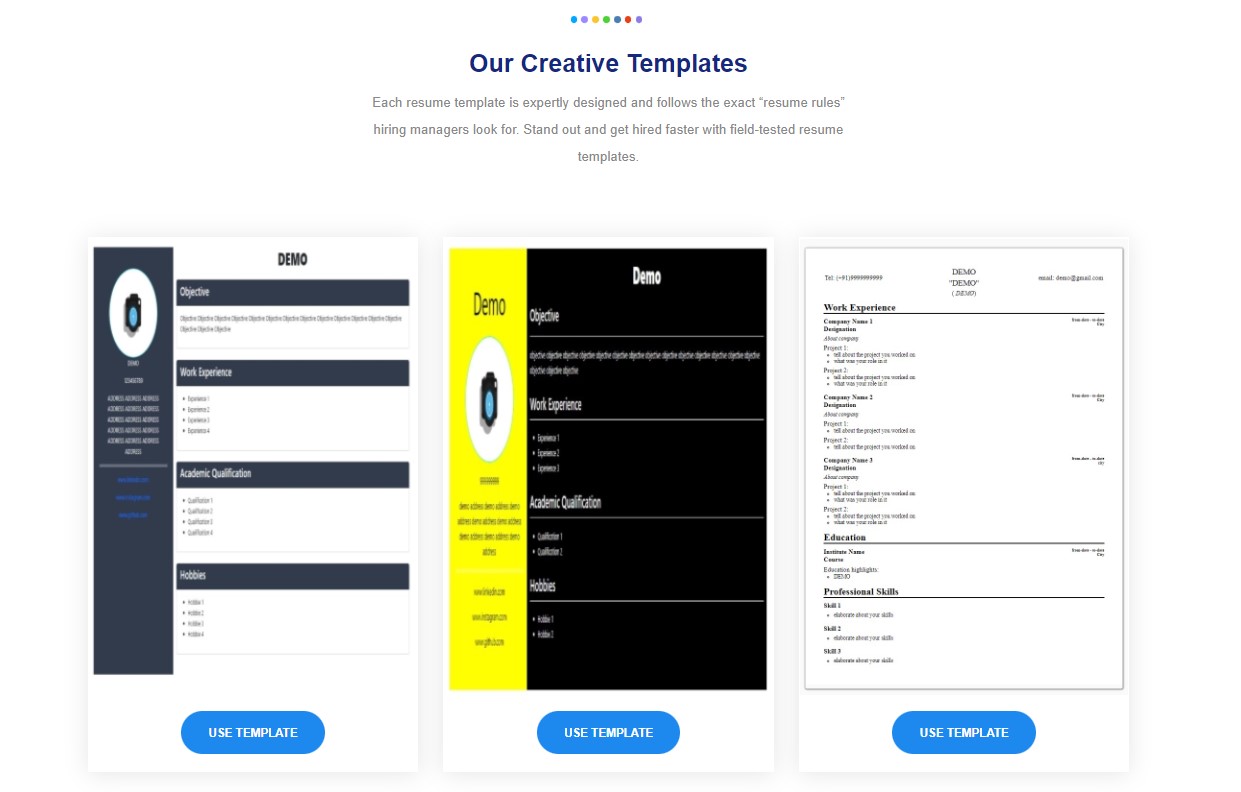 Our Creative Templates
Each resume template is expertly designed and follows the exact “resume rules”
hiring managers look for. Stand out and get hired faster with field-tested resume
templates.
DEMO
Objective
Objective Objective Objective Objective Objective Objective Objective Objective Objective Objective Objective Objective Objective
Objective Objective Objective
DEMO
123456789
ADDRESS ADDRESS ADDRESS
ADDRESS ADDRESS ADDRESS
ADDRESS ADDRESS ADDRESS
ADDRESS ADDRESS ADDRESS
ADDRESS ADDRESS ADDRESS
ADDRESS
Work Experience
Experience 1
Experience 2
Experience 3
Experience 4
Academic Qualification
Qualification 1
Qualification 2
Qualification 3
Qualification 4
Hobbies
Hobbie 1
Hobbie 2
Hobbie 3
Hobbie 4
USE TEMPLATE
Demo
99999999
demo address demo address demo
address demo address demo address
demo address demo address demo
address
www.linkedin.com
www.instagram.com
www.github.com
Demo
Objective
objective objective objective objective objective objective objective objective objective objective objective objective objective objective
objective objective objective
Work Experience
Experience 1
Experience 2
Experience 3
Academic Qualification
Qualification 1
Qualification 2
Hobbies
Hobbie 1
Hobbie 2
USE TEMPLATE
Tel: (+91)9999999999
DEMO
"DEMO"
( DEMO)
email: demo@gmail.com
Work Experience
Company Name 1
from date - to date
Designation
City
About company
Project 1:
tell about the project you worked on
what was your role in it
Project 2:
tell about the project you worked on
what was your role in it
Company Name 2
from date - to date
Designation
City
About company
Project 1:
tell about the project you worked on
Project 2:
tell about the project you worked on
Company Name 3
from date - to date
Designation
city
About company
Project 1:
tell about the project you worked on
what was your role in it
Project 2:
tell about the project you worked on
what was your role in it
Education
Institute Name
from date - to date
Course
City
Education highlights:
DEMO
Professional Skills
Skill 1
elaborate about your skills
Skill 2
elaborate about your skills
Skill 3
elaborate about your skills
USE TEMPLATE